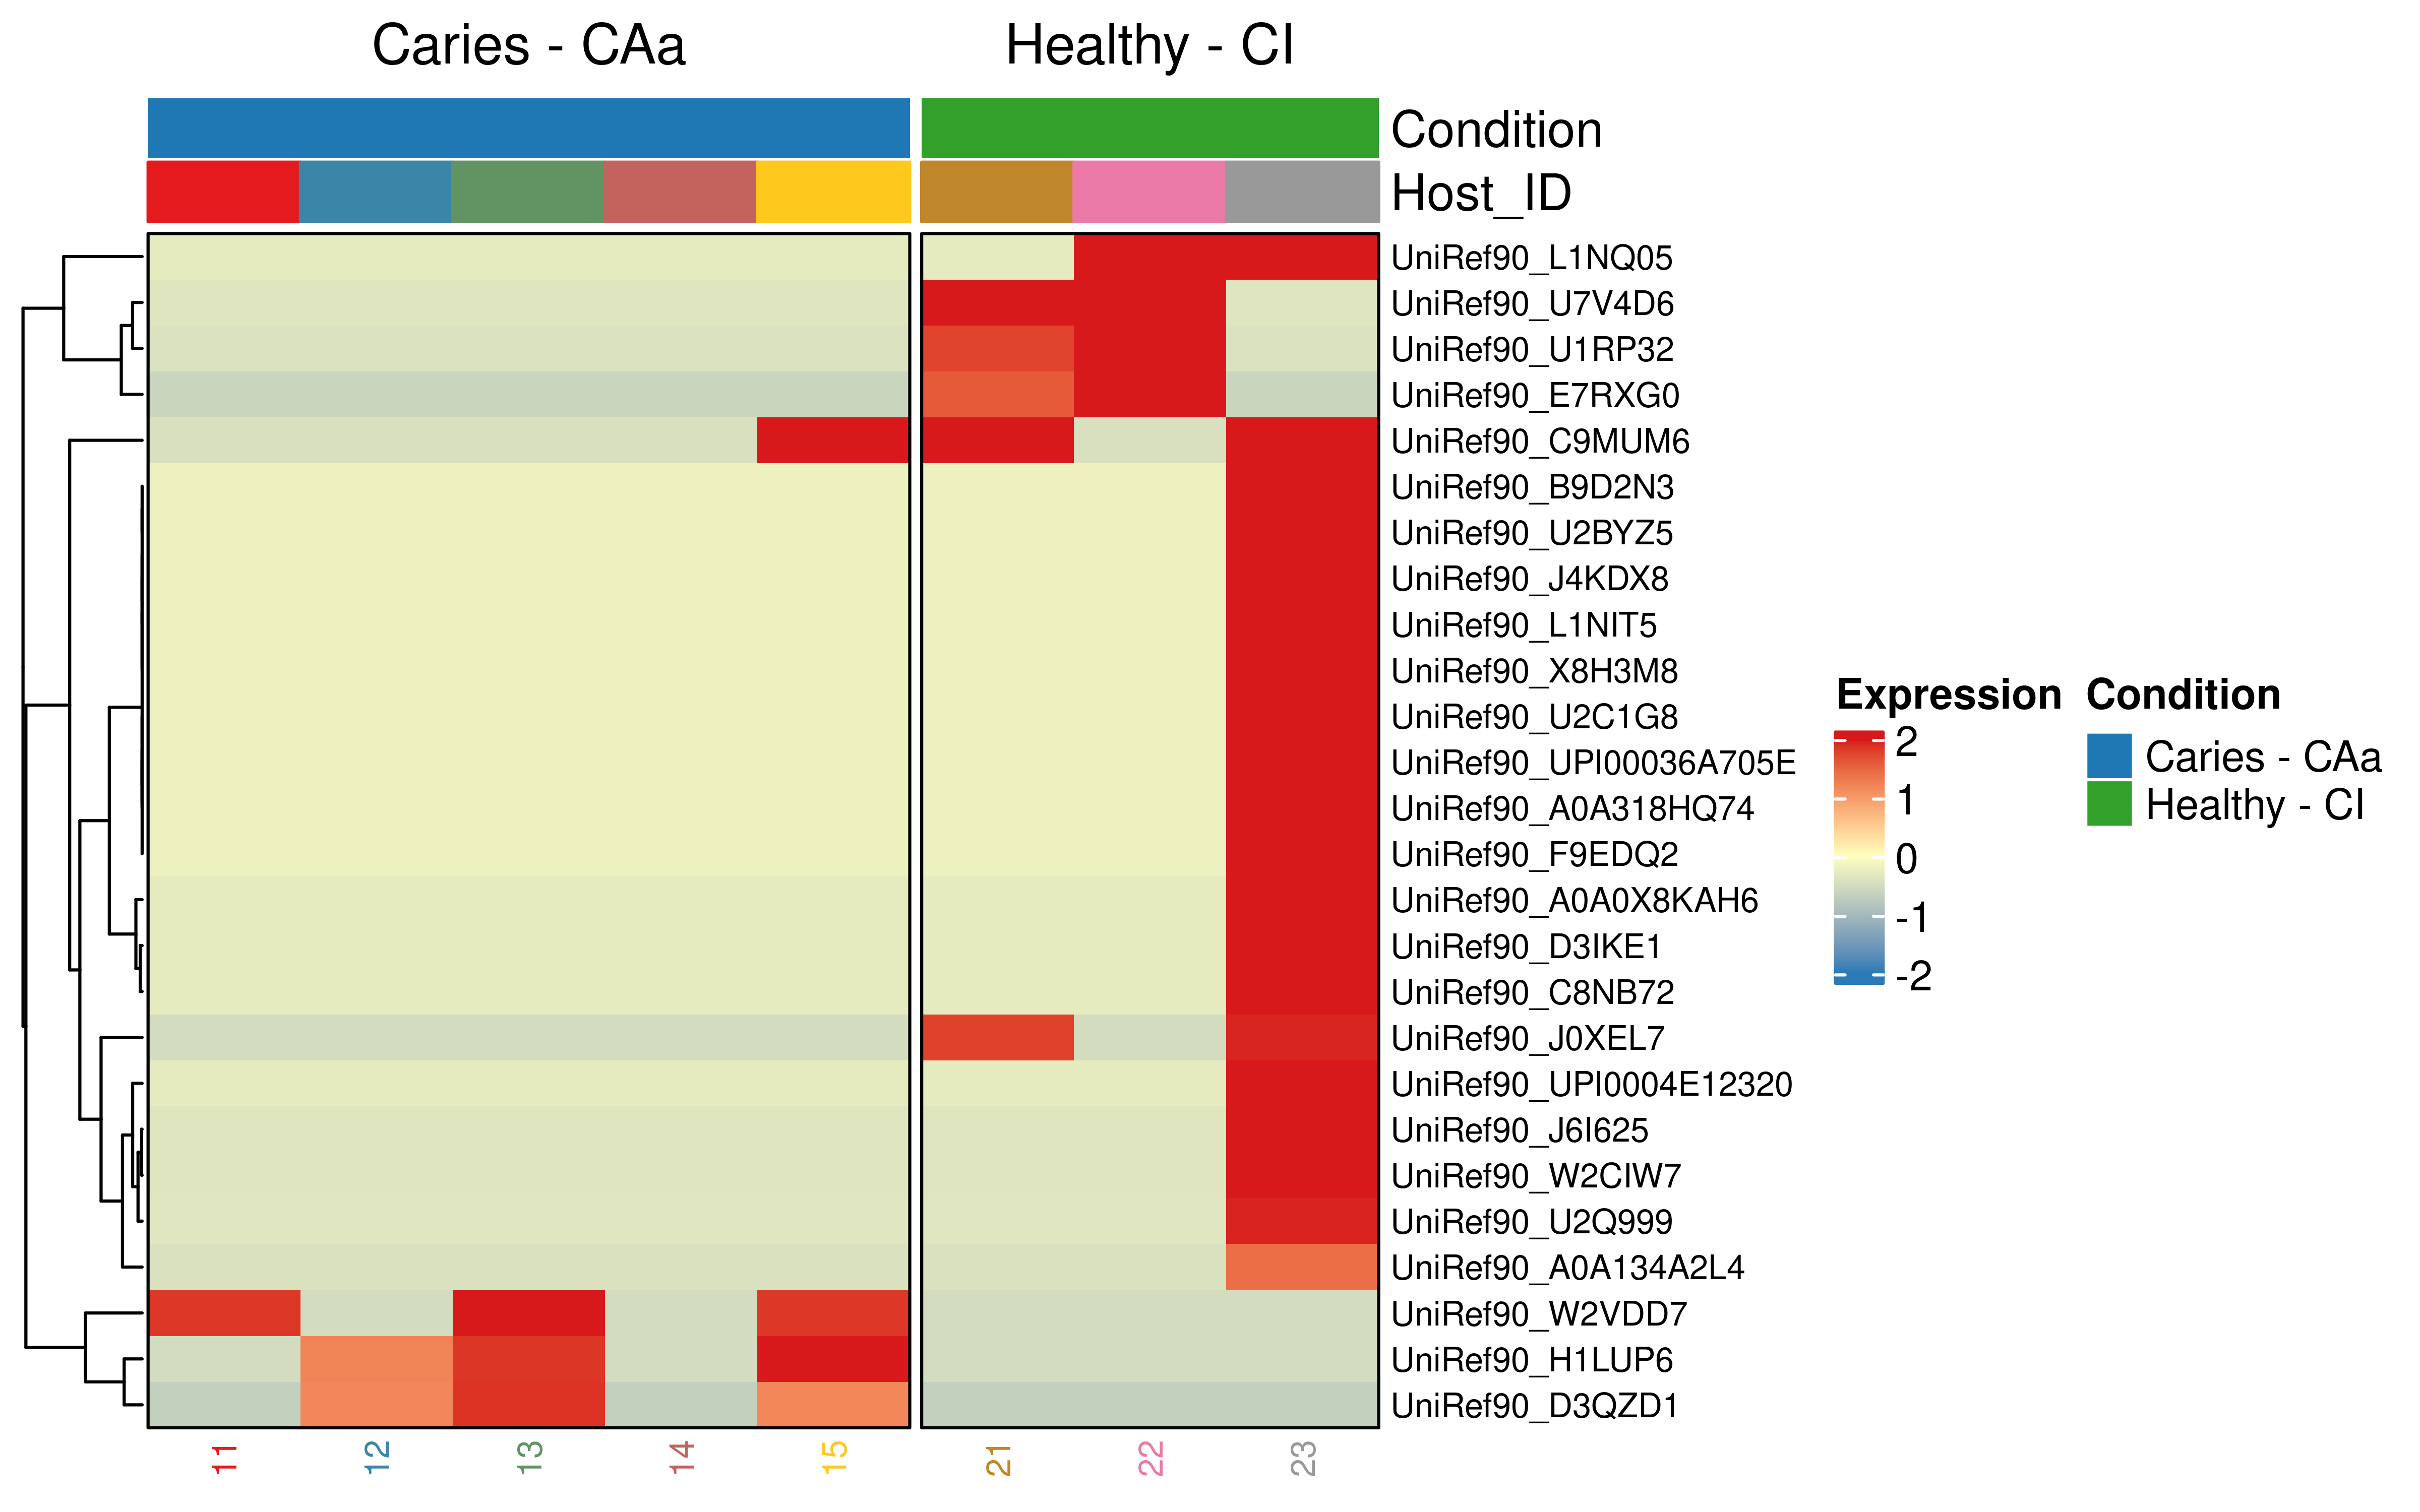 Caries - CAa
Healthy - CI
Condition
Host_ID
UniRef90_L1NQ05
UniRef90_U7V4D6
UniRef90_U1RP32
UniRef90_E7RXG0
UniRef90_C9MUM6
UniRef90_B9D2N3
UniRef90_U2BYZ5
UniRef90_J4KDX8
UniRef90_L1NIT5
UniRef90_X8H3M8
UniRef90_U2C1G8
UniRef90_UPI00036A705E
UniRef90_A0A318HQ74
UniRef90_F9EDQ2
UniRef90_A0A0X8KAH6
UniRef90_D3IKE1
UniRef90_C8NB72
UniRef90_J0XEL7
UniRef90_UPI0004E12320
UniRef90_J6I625
UniRef90_W2CIW7
UniRef90_U2Q999
UniRef90_A0A134A2L4
UniRef90_W2VDD7
UniRef90_H1LUP6
UniRef90_D3QZD1
11
12
13
14
15
21
22
23
Expression
2
1
0
-1
-2
Condition
Caries - CAa
Healthy - CI